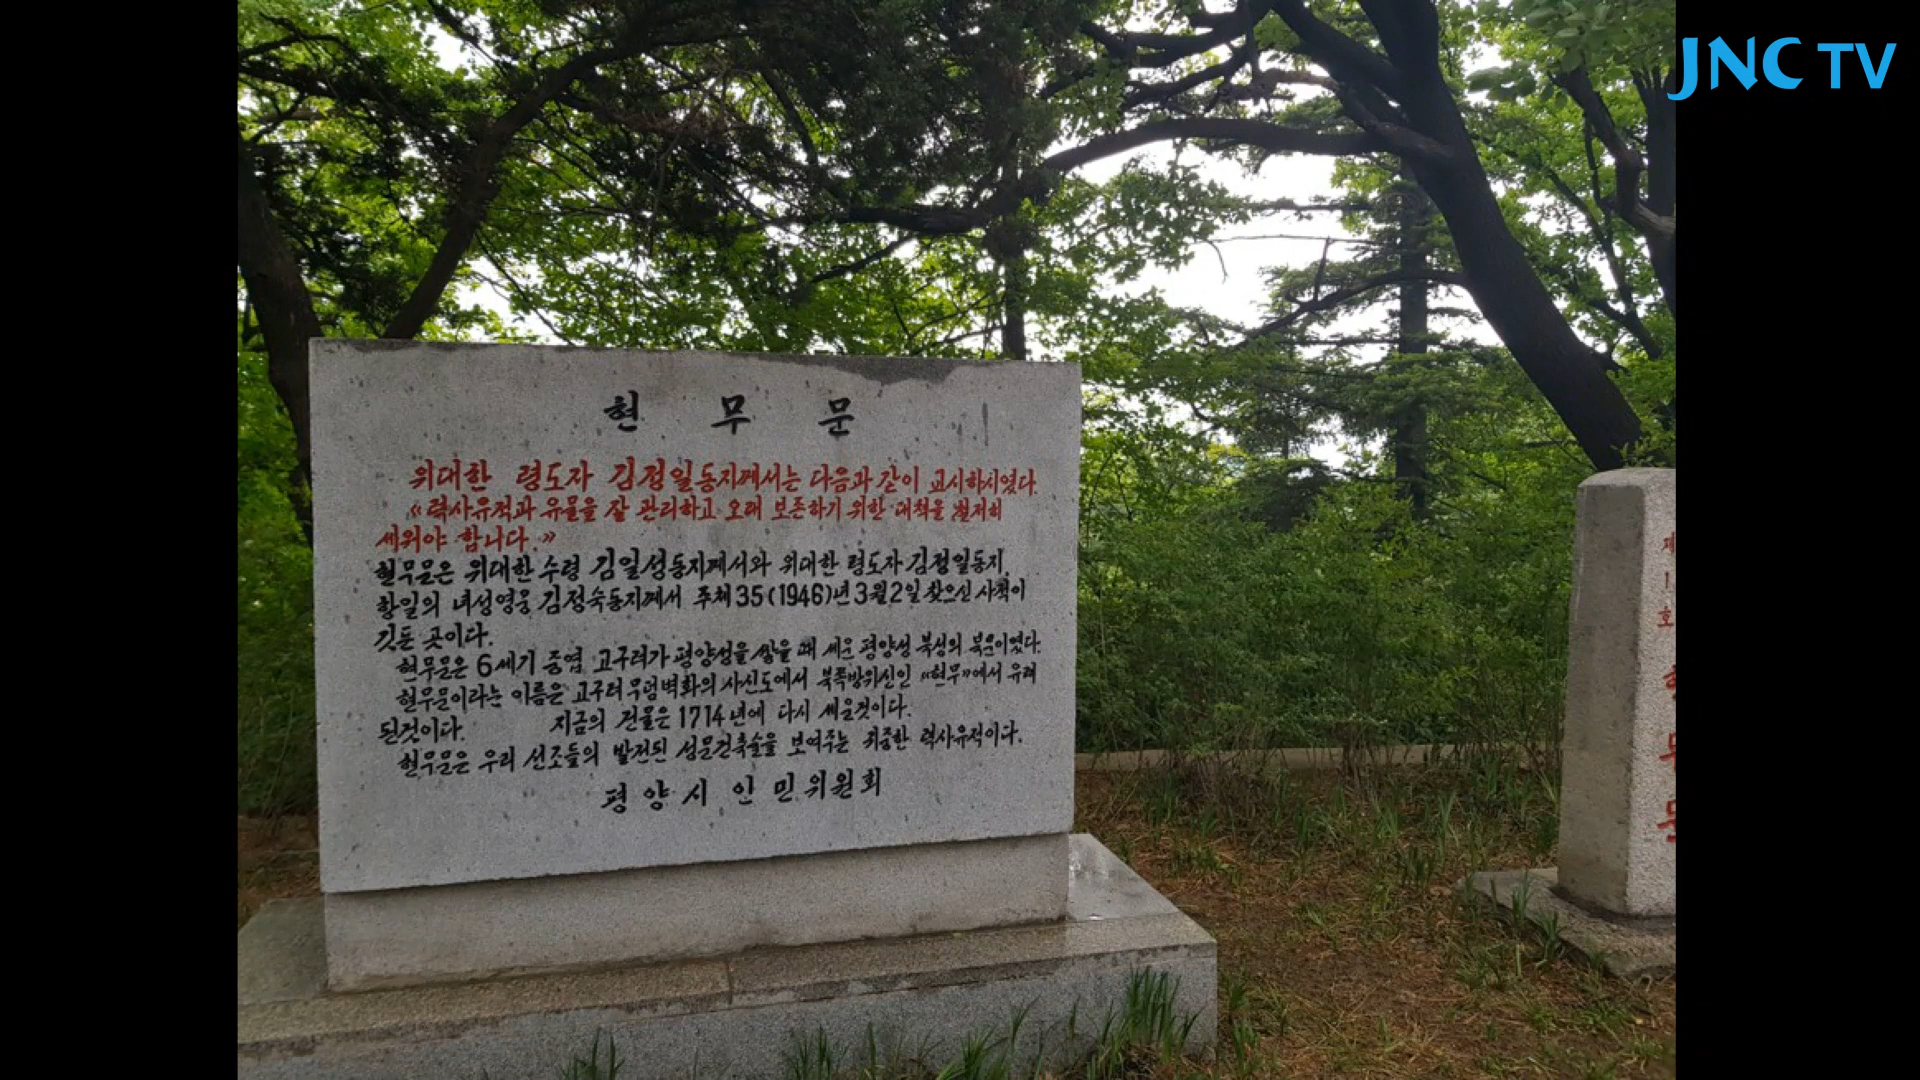 JNC TV
현 무 문
위대한 령도자 김정일동지께서는 다음과 같이 교시하시였다.
《력사유적과 유물을 잘 관리하고 오래 보존하기 위한 대책을 철저히
세워야 합니다.》
현무문은 위대한 수령 김일성동지께서와 위대한 령도자 김정일동지,
항일의 녀성영웅 김정숙동지께서 주체35(1946)년 3월2일 찾으신 사적이
깃든 곳이다.
현무문은 6세기 중엽 고구려가 평양성을 쌓을 때 세운 평양성 북성의 북문이였다.
현무문이라는 이름은 고구려 무덤벽화의 사신도에서 북쪽방위신인 《현무》에서 유래
된것이다. 지금의 건물은 1714년에 다시 세운것이다.
현무문은 우리 선조들의 발전된 성문건축술을 보여주는 귀중한 력사유적이다.
평양시인민위원회
제
1
호
무
문